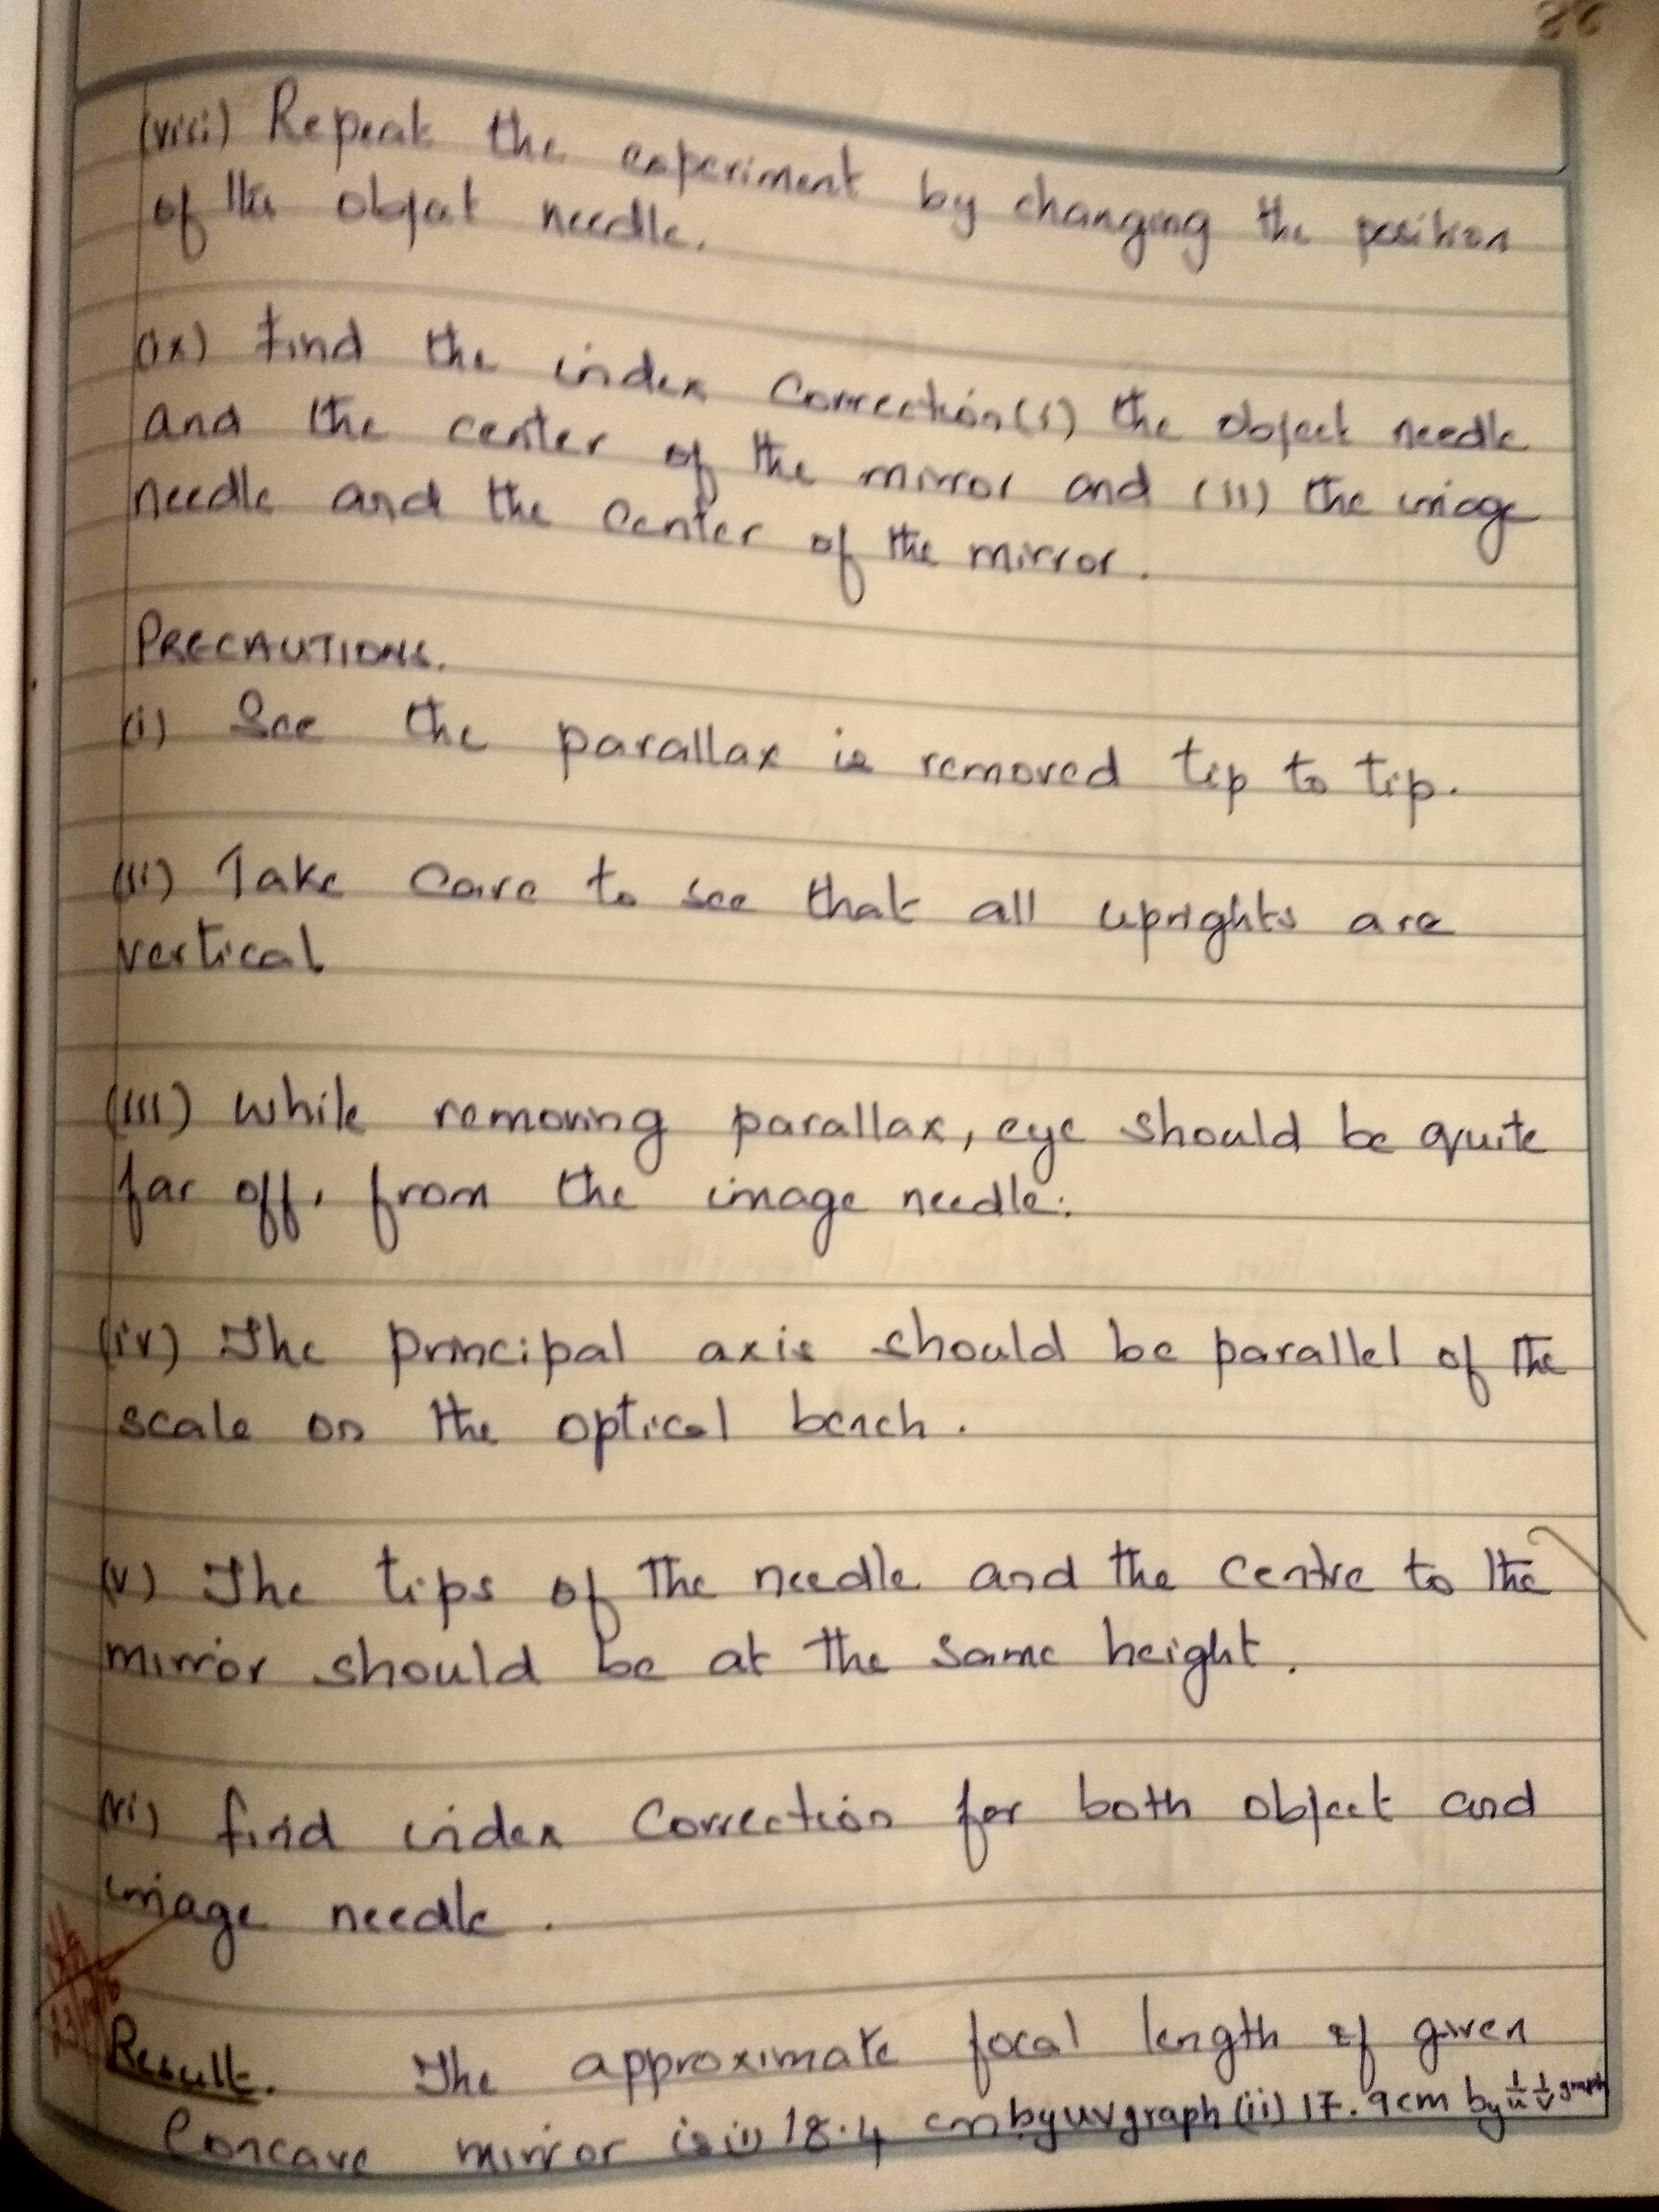 (viii) Repeat the experiment by changing the position
of the object needle.
(ix) find the index Correction(i) the object needle
and the center of the mirror and (ii) the image
needle and the center of the mirror.
PRECAUTIONS.
(i) See the parallax is removed tip to tip.
(ii) Take care to see that all uprights are
vertical
(iii) while removing parallax, eye should be quite
far off, from the image needle.
(iv) The principal axis should be parallel of the
scale on the optical bench.
(v) The tips of the needle and the centre to the
mirror should be at the same height.
(vi) find index Correction for both object and
image needle.
Result. The approximate focal length of given
Concave mirror is (i) 18.4 cm by uv graph (ii) 17.9cm by 1/u 1/v graph